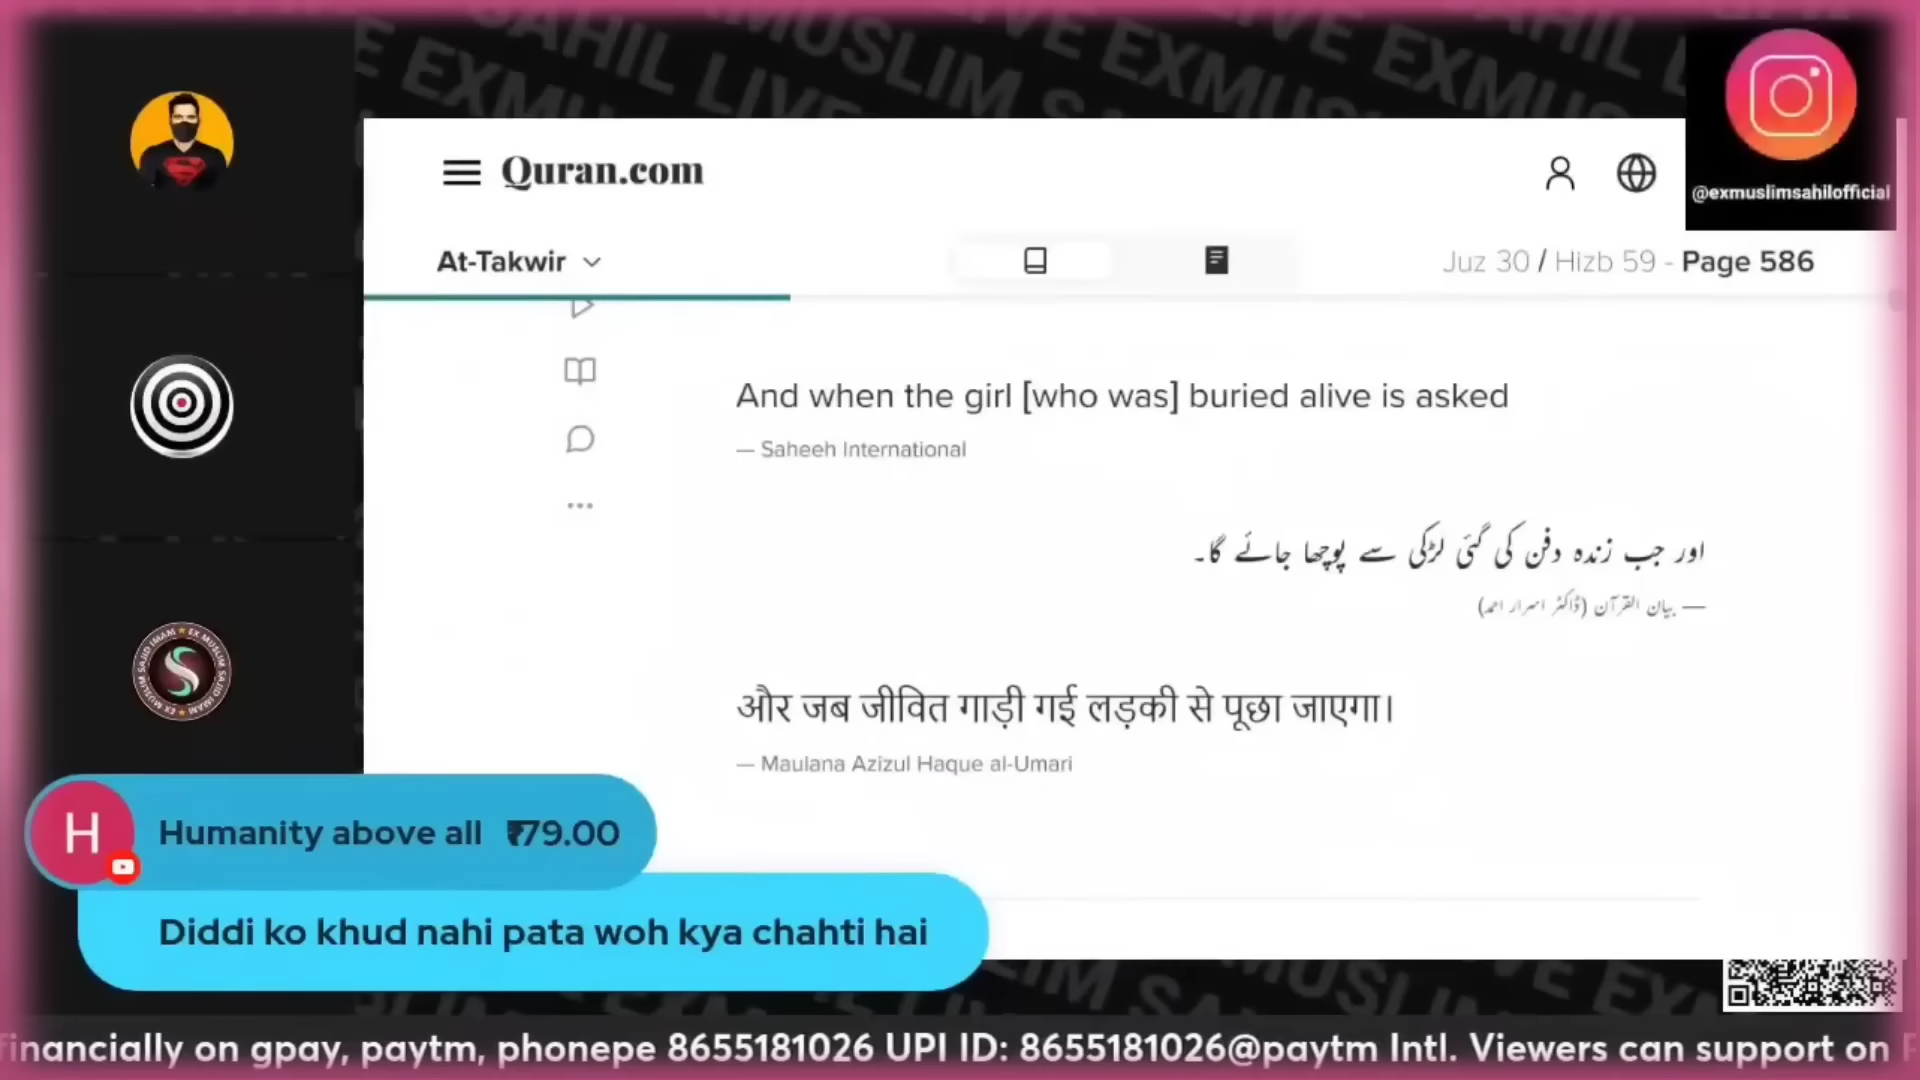 @exmuslimsahilofficial
Quran.com
At-Takwir
Juz 30 / Hizb 59 - Page 586
And when the girl [who was] buried alive is asked
— Saheeh International
اور جب زندہ دفن کی گئی لڑکی سے پوچھا جائے گا۔
— بیان القرآن (ڈاکٹر اسرار احمد)
और जब जीवित गाड़ी गई लड़की से पूछा जाएगा।
— Maulana Azizul Haque al-Umari
H
Humanity above all ₹79.00
Diddi ko khud nahi pata woh kya chahti hai
financially on gpay, paytm, phonepe 8655181026 UPI ID: 8655181026@paytm Intl. Viewers can support on